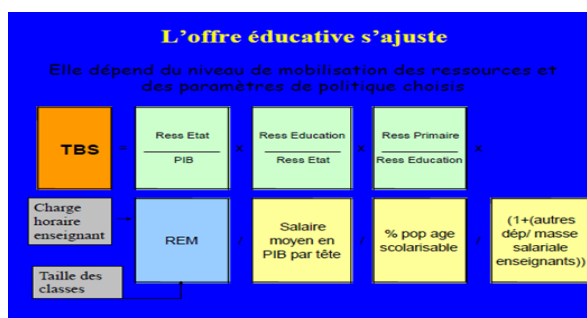 L'offre éducative s'ajuste
Elle dépend du niveau de mobilisation des ressources et
des paramètres de politique choisis
TBS
=
Ress Etat
PIB
x
Ress Education
Ress Etat
x
Ress Primaire
Ress Education
x
Charge
horaire
enseignant
REM
/
Salaire
moyen en
PIB par tête
/
% pop age
scolarisable
/
(1+(autres
dép/ masse
salariale
enseignants))
Taille des
classes